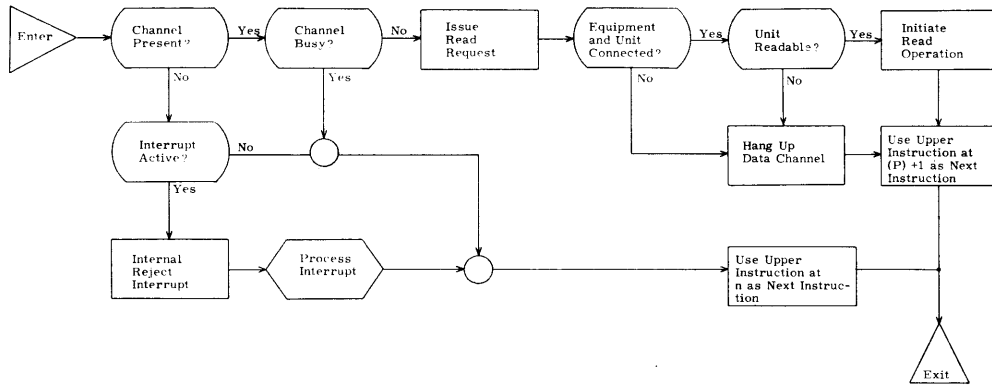 Enter
Channel
Present?
Yes
Channel
Busy?
No
Issue
Read
Request
Equipment
and Unit
Connected?
Yes
Unit
Readable?
Yes
Initiate
Read
Operation
No
Yes
No
No
Interrupt
Active?
No
Hang Up
Data Channel
Use Upper
Instruction at
(P) +1 as Next
Instruction
Yes
Internal
Reject
Interrupt
Process
Interrupt
Use Upper
Instruction at
n as Next Instruc-
tion
Exit